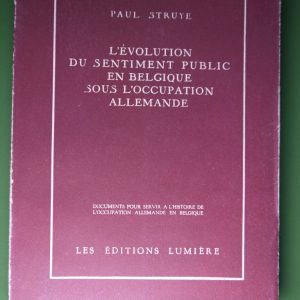 PAUL STRUYE
L'ÉVOLUTION
DU SENTIMENT PUBLIC
EN BELGIQUE
SOUS L'OCCUPATION
ALLEMANDE
DOCUMENTS POUR SERVIR A L'HISTOIRE DE
L'OCCUPATION ALLEMANDE EN BELGIQUE
LES ÉDITIONS LUMIÈRE